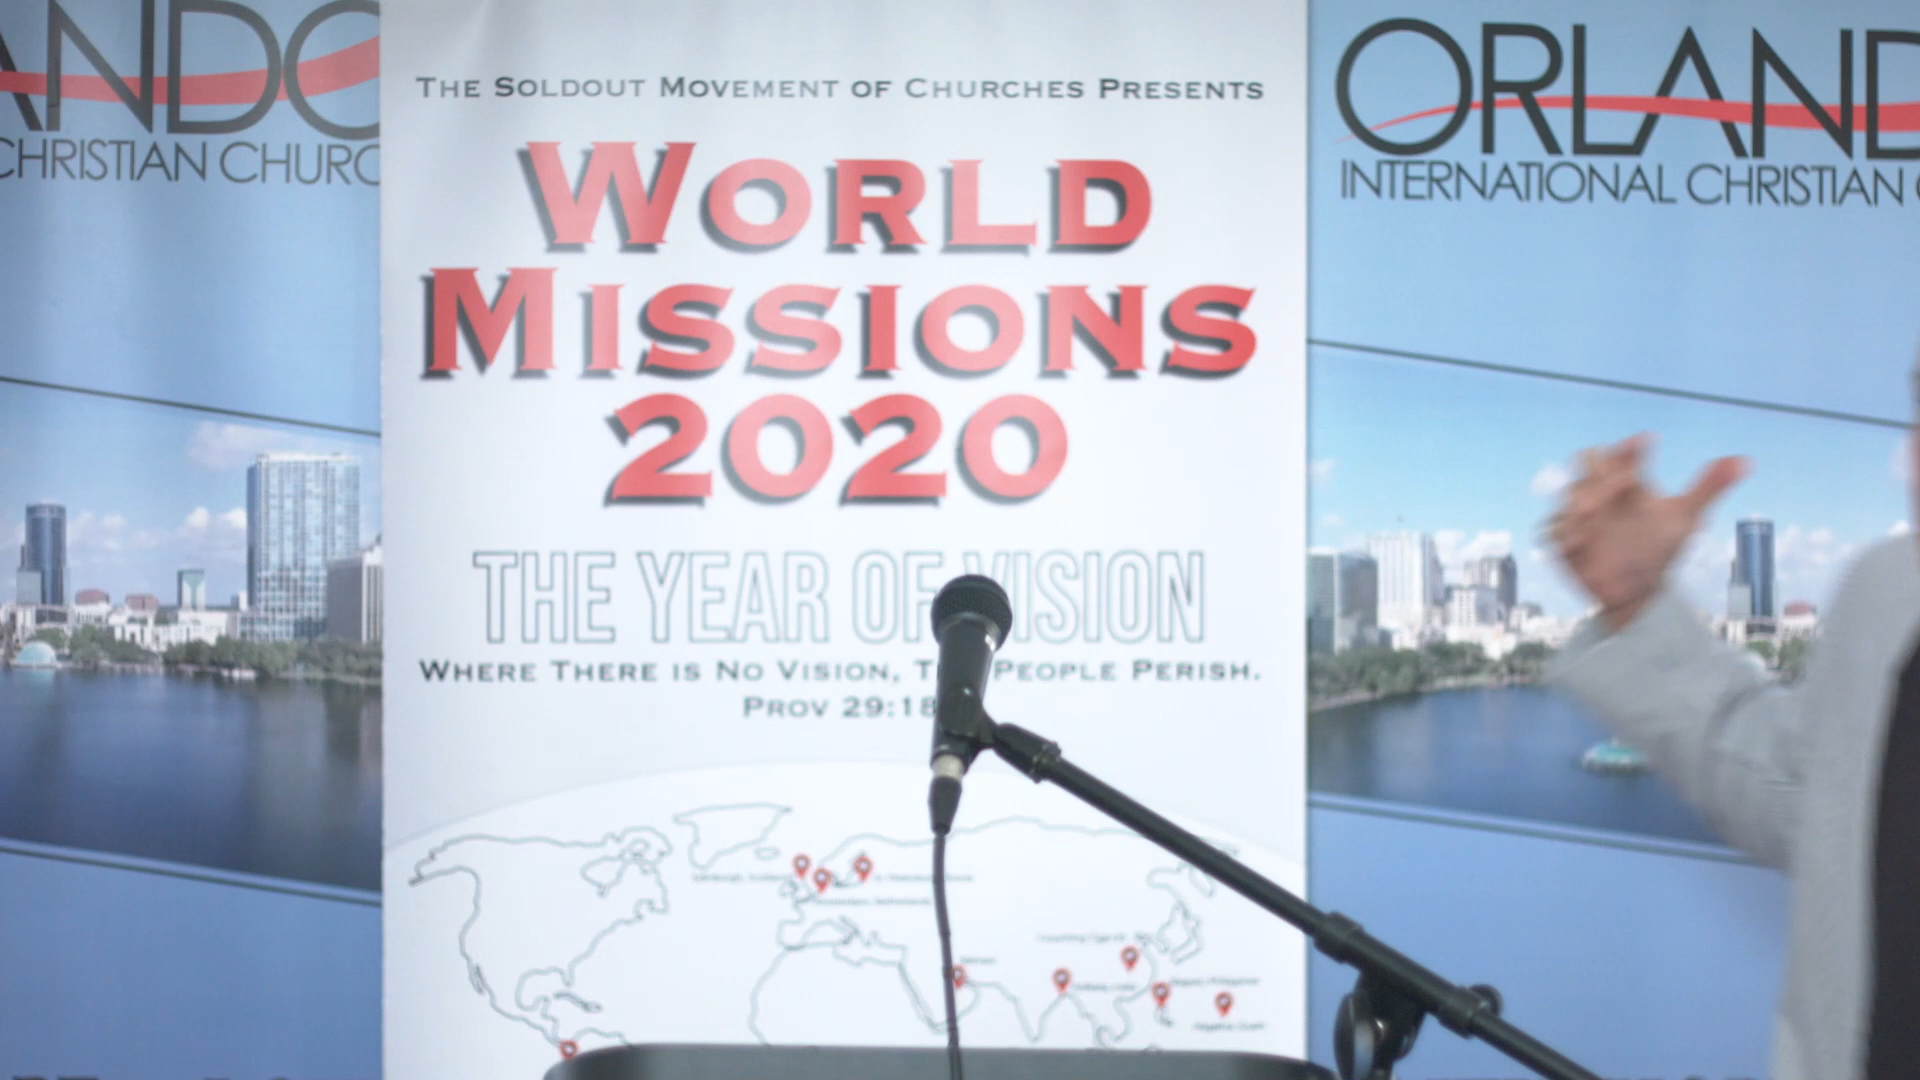 ANDO
CHRISTIAN CHURC
THE SOLDOUT MOVEMENT OF CHURCHES PRESENTS
WORLD
MISSIONS
2020
THE YEAR OF VISION
WHERE THERE IS NO VISION, PEOPLE PERISH.
PROV 29:18
ORLAND
INTERNATIONAL CHRISTIAN